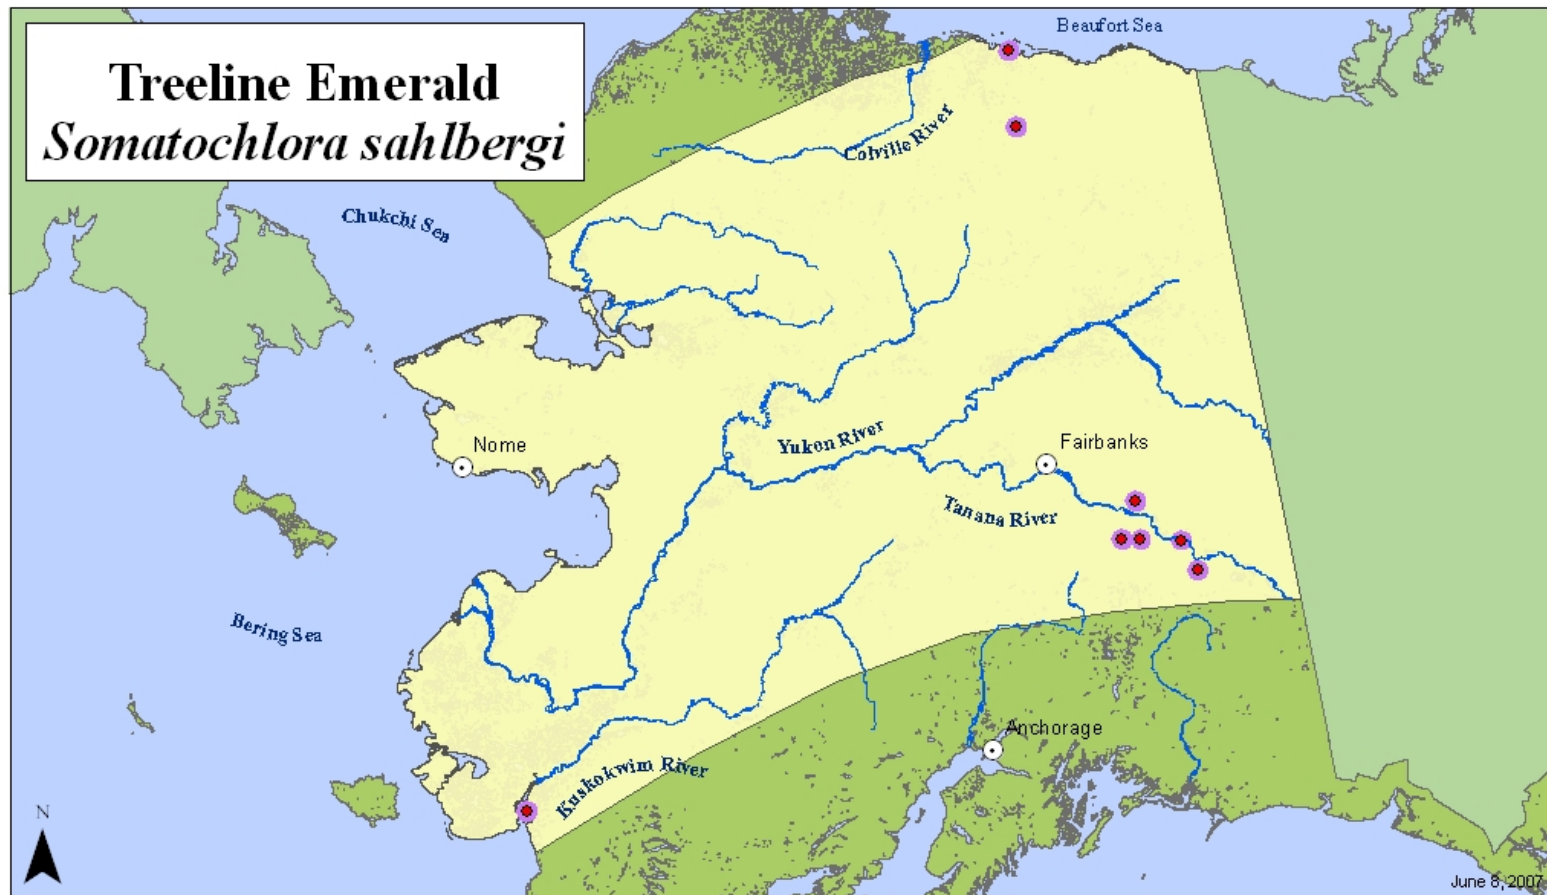 Treeline Emerald
Somatochlora sahlbergi
Beaufort Sea
Colville River
Chukchi Sea
Nome
Yukon River
Fairbanks
Tanana River
Bering Sea
Anchorage
Kuskokwim River
N
June 8, 2007